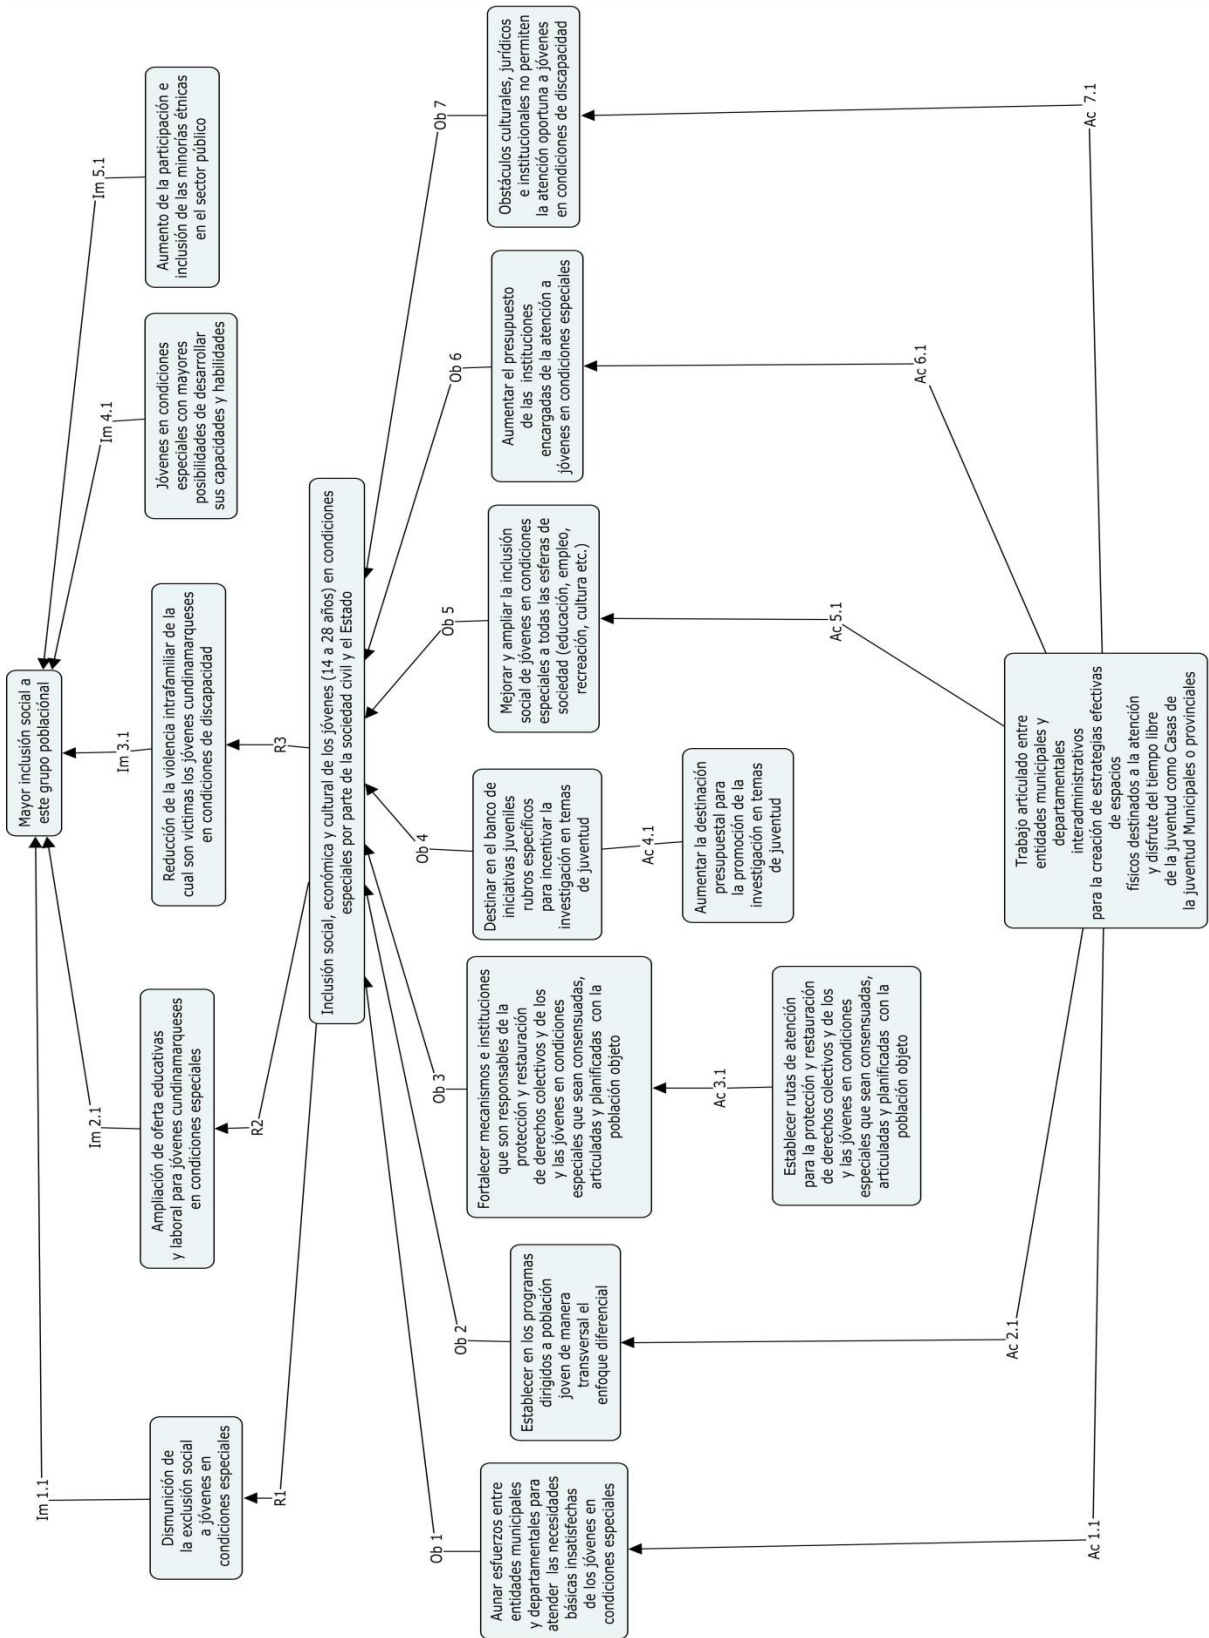 Mayor inclusión social a
este grupo poblaciónal
Im 1.1
Im 2.1
Im 3.1
Im 4.1
Im 5.1
Dismunición de
la exclusión social
a jóvenes en
condiciones especiales
Ampliación de oferta educativas
y laboral para jóvenes cundinamarqueses
en condiciones especiales
Reducción de la violencia intrafamiliar de la
cual son víctimas los jóvenes cundinamarqueses
en condiciones de discapacidad
Jóvenes en condiciones
especiales con mayores
posibilidades de desarrollar
sus capacidades y habilidades
Aumento de la participación e
inclusión de las minorías étnicas
en el sector público
R1
R2
R3
Inclusión social, económica y cultural de los jóvenes (14 a 28 años) en condiciones
especiales por parte de la sociedad civil y el Estado
Ob 1
Ob 2
Ob 3
Ob 4
Ob 5
Ob 6
Ob 7
Aunar esfuerzos entre
entidades municipales
y departamentales para
atender las necesidades
básicas insatisfechas
de los jóvenes en
condiciones especiales
Establecer en los programas
dirigidos a población
joven de manera
transversal el
enfoque diferencial
Fortalecer mecanismos e instituciones
que son responsables de la
protección y restauración
de derechos colectivos y de los
y las jóvenes en condiciones
especiales que sean consensuadas,
articuladas y planificadas con la
población objeto
Destinar en el banco de
iniciativas juveniles
rubros específicos
para incentivar la
investigación en temas
de juventud
Mejorar y ampliar la inclusión
social de jóvenes en condiciones
especiales a todas las esferas de
sociedad (educación, empleo,
recreación, cultura etc.)
Aumentar el presupuesto
de las instituciones
encargadas de la atención a
jóvenes en condiciones especiales
Obstáculos culturales, jurídicos
e institucionales no permiten
la atención oportuna a jóvenes
en condiciones de discapacidad
Ac 1.1
Ac 2.1
Ac 3.1
Ac 4.1
Ac 5.1
Ac 6.1
Ac 7.1
Establecer rutas de atención
para la protección y restauración
de derechos colectivos y de los
y las jóvenes en condiciones
especiales que sean consensuadas,
articuladas y planificadas con la
población objeto
Aumentar la destinación
presupuestal para
la promoción de la
investigación en temas
de juventud
Trabajo articulado entre
entidades municipales y
departamentales
interadministrativos
para la creación de estrategias efectivas
de espacios
físicos destinados a la atención
y disfrute del tiempo libre
de la juventud como Casas de
la juventud Municipales o provinciales